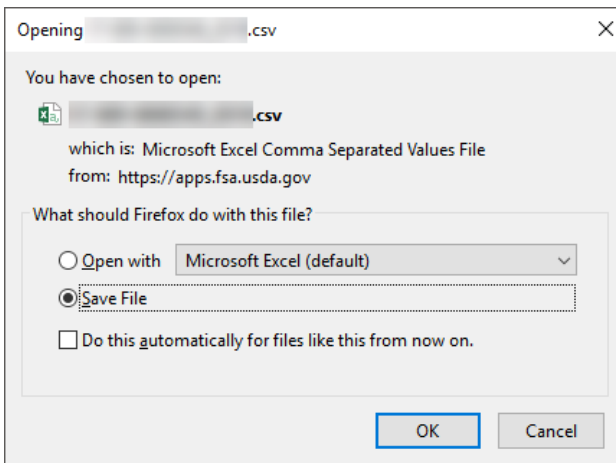 Opening .csv
You have chosen to open:
.csv
which is: Microsoft Excel Comma Separated Values File
from: https://apps.fsa.usda.gov
What should Firefox do with this file?
Open with Microsoft Excel (default)
Save File
Do this automatically for files like this from now on.
OK Cancel